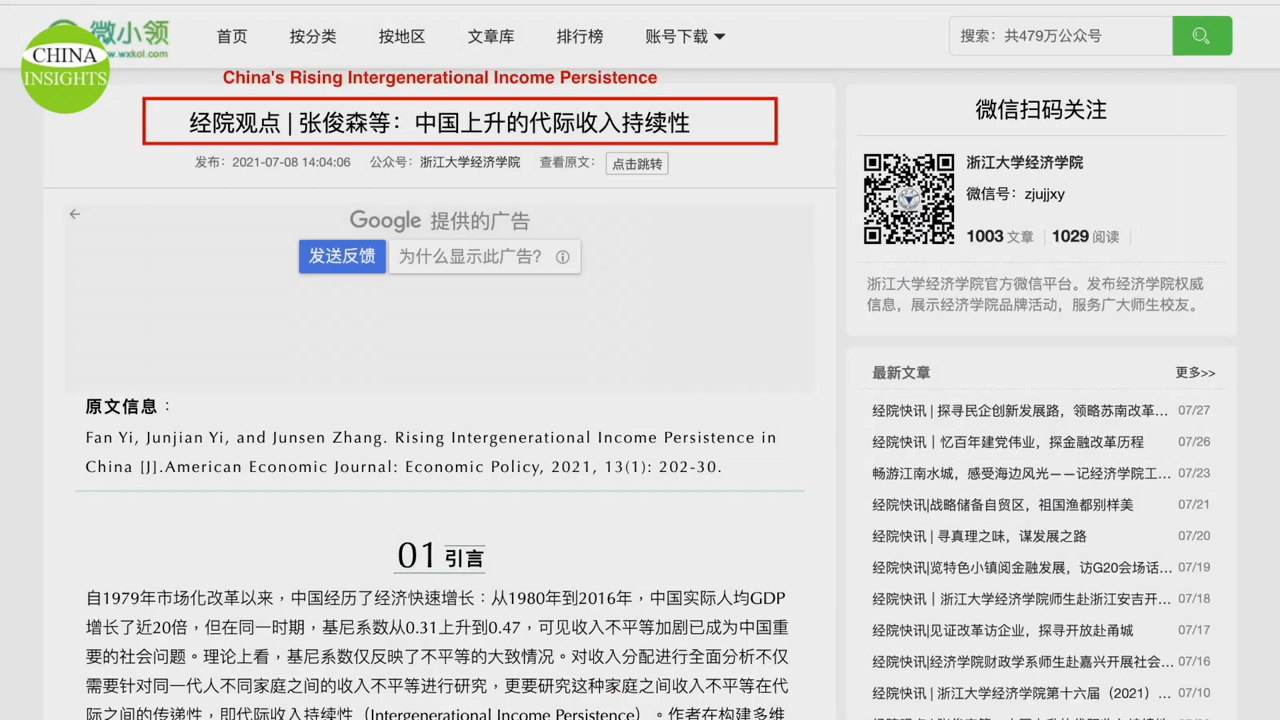 微小领
www.wxkol.com
首页
按分类
按地区
文章库
排行榜
账号下载
搜索：共479万公众号
CHINA
INSIGHTS
China's Rising Intergenerational Income Persistence
经院观点 | 张俊森等：中国上升的代际收入持续性
发布：2021-07-08 14:04:06 公众号：浙江大学经济学院 查看原文：点击跳转
Google 提供的广告
发送反馈
为什么显示此广告？
原文信息：
Fan Yi, Junjian Yi, and Junsen Zhang. Rising Intergenerational Income Persistence in
China [J].American Economic Journal: Economic Policy, 2021, 13(1): 202-30.
01 引言
自1979年市场化改革以来，中国经历了经济快速增长：从1980年到2016年，中国实际人均GDP
增长了近20倍，但在同一时期，基尼系数从0.31上升到0.47，可见收入不平等加剧已成为中国重
要的社会问题。理论上看，基尼系数仅反映了不平等的大致情况。对收入分配进行全面分析不仅
需要针对同一代人不同家庭之间的收入不平等进行研究，更要研究这种家庭之间收入不平等在代
际之间的传递性，即代际收入持续性（Intergenerational Income Persistence）。作者在构建多维
微信扫码关注
浙江大学经济学院
微信号：zjujjxy
1003 文章 1029 阅读
浙江大学经济学院官方微信平台。发布经济学院权威
信息，展示经济学院品牌活动，服务广大师生校友。
最新文章 更多>>
经院快讯 | 探寻民企创新发展路，领略苏南改革... 07/27
经院快讯｜忆百年建党伟业，探金融改革历程 07/26
畅游江南水城，感受海边风光——记经济学院工... 07/23
经院快讯|战略储备自贸区，祖国渔都别样美 07/21
经院快讯 | 寻真理之味，谋发展之路 07/20
经院快讯|览特色小镇阅金融发展，访G20会场话... 07/19
经院快讯｜浙江大学经济学院师生赴浙江安吉开... 07/18
经院快讯|见证改革访企业，探寻开放赴甬城 07/17
经院快讯|经济学院财政学系师生赴嘉兴开展社会... 07/16
经院快讯 | 浙江大学经济学院第十六届（2021）... 07/10